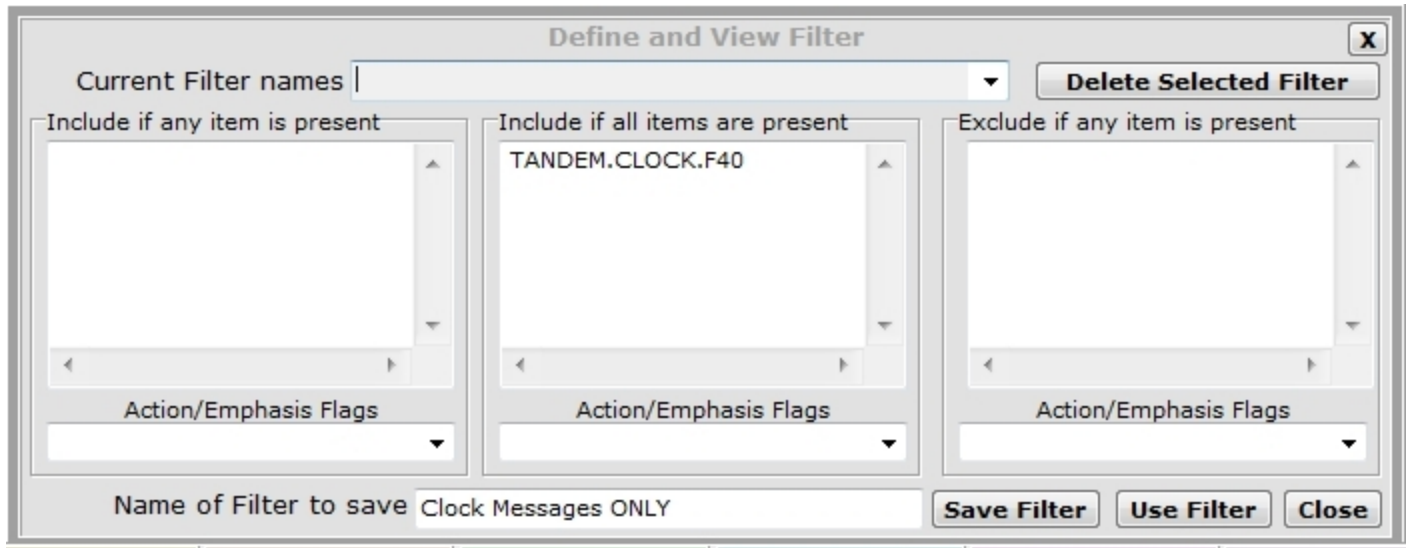 Define and View Filter
X
Current Filter names
Delete Selected Filter
Include if any item is present
Include if all items are present
Exclude if any item is present
TANDEM.CLOCK.F40
Action/Emphasis Flags
Action/Emphasis Flags
Action/Emphasis Flags
Name of Filter to save
Clock Messages ONLY
Save Filter
Use Filter
Close